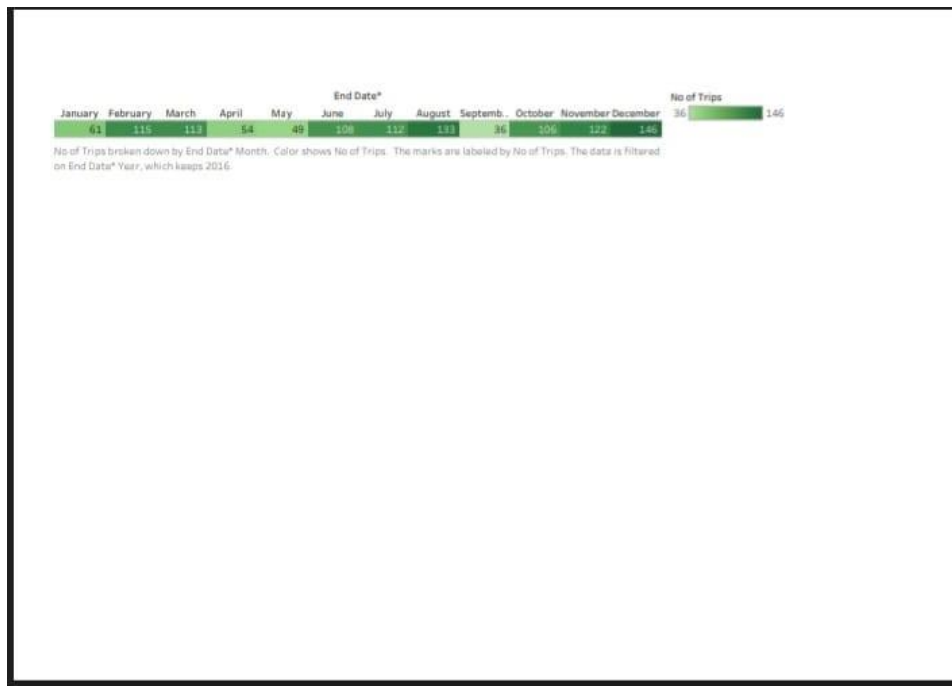 End Date*
No of Trips
January February March April May June July August Septemb.. October November December
36 146
61 115 113 54 49 108 112 133 36 106 122 146
No of Trips broken down by End Date* Month. Color shows No of Trips. The marks are labeled by No of Trips. The data is filtered
on End Date* Year, which keeps 2016.